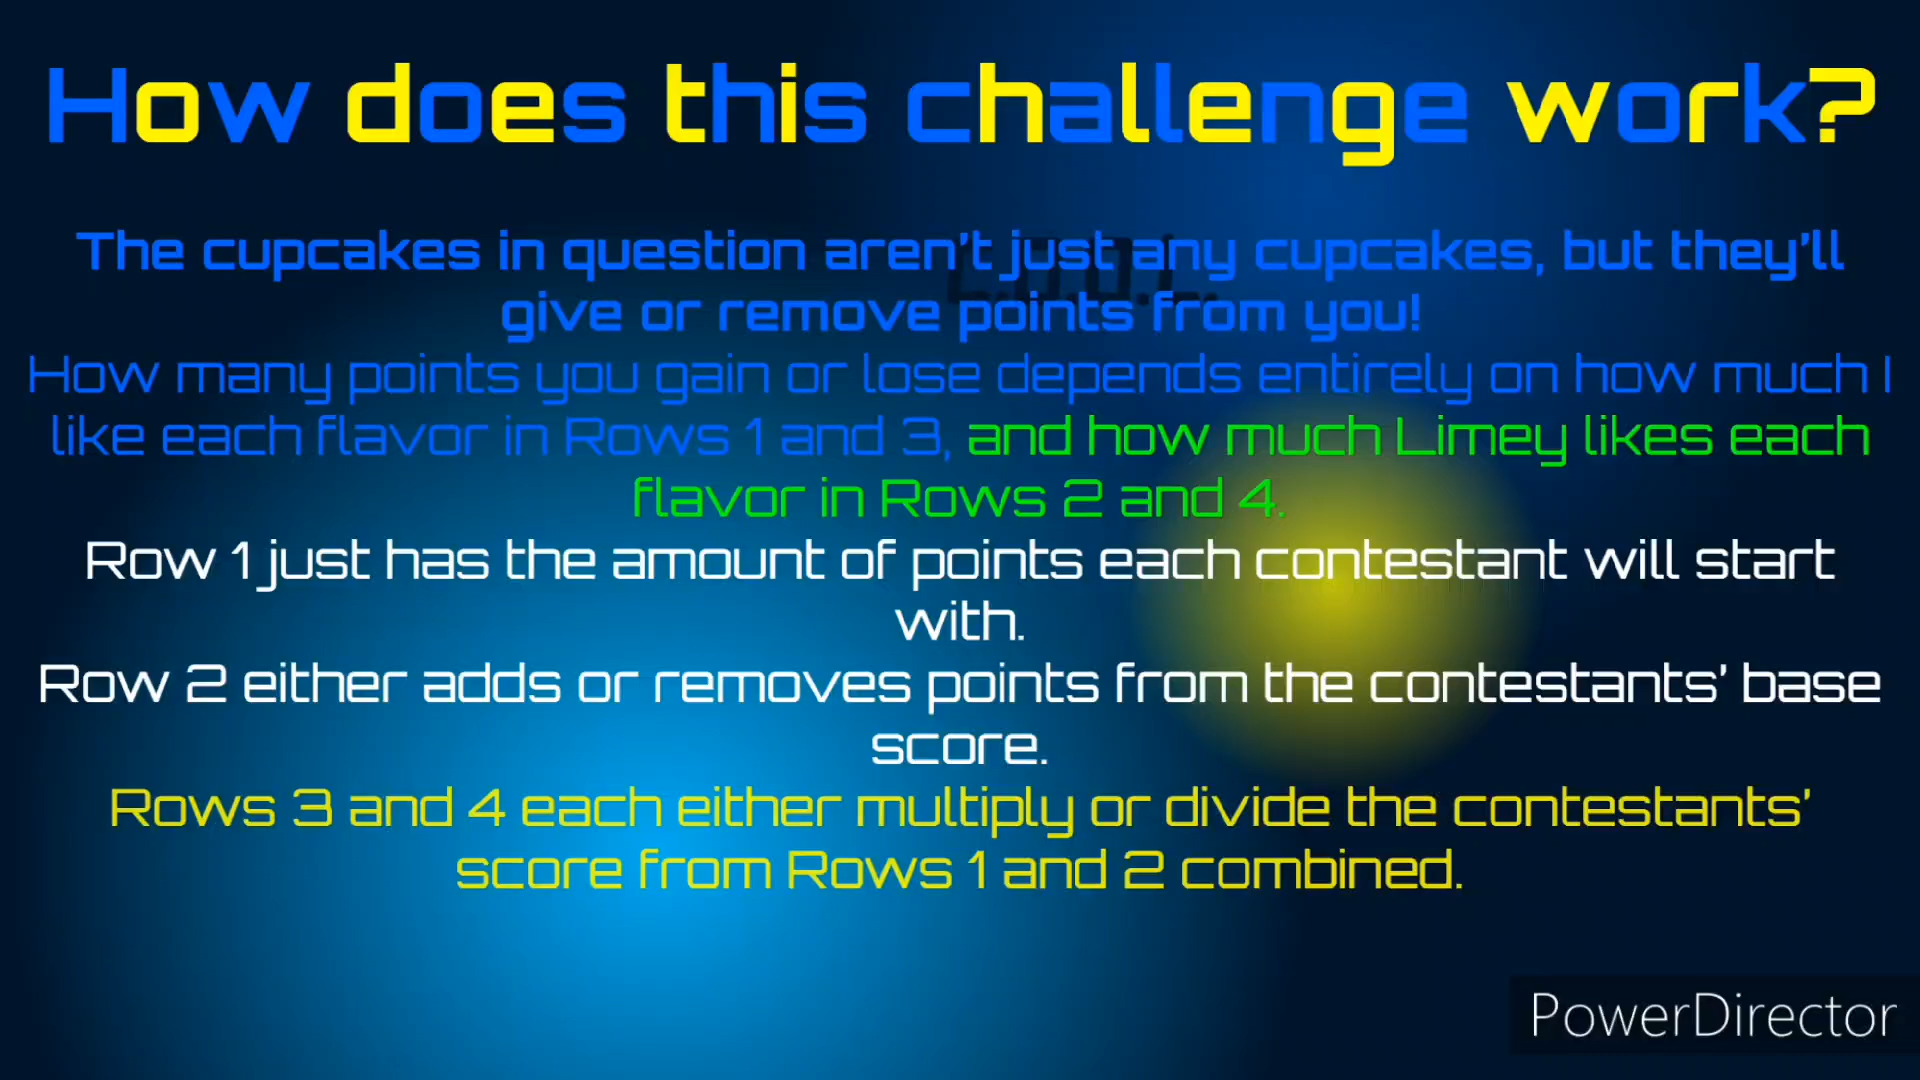 How does this challenge work?
The cupcakes in question aren't just any cupcakes, but they'll
give or remove points from you!
How many points you gain or lose depends entirely on how much I
like each flavor in Rows 1 and 3, and how much Limey likes each
flavor in Rows 2 and 4.
Row 1 just has the amount of points each contestant will start
with.
Row 2 either adds or removes points from the contestants' base
score.
Rows 3 and 4 each either multiply or divide the contestants'
score from Rows 1 and 2 combined.
PowerDirector